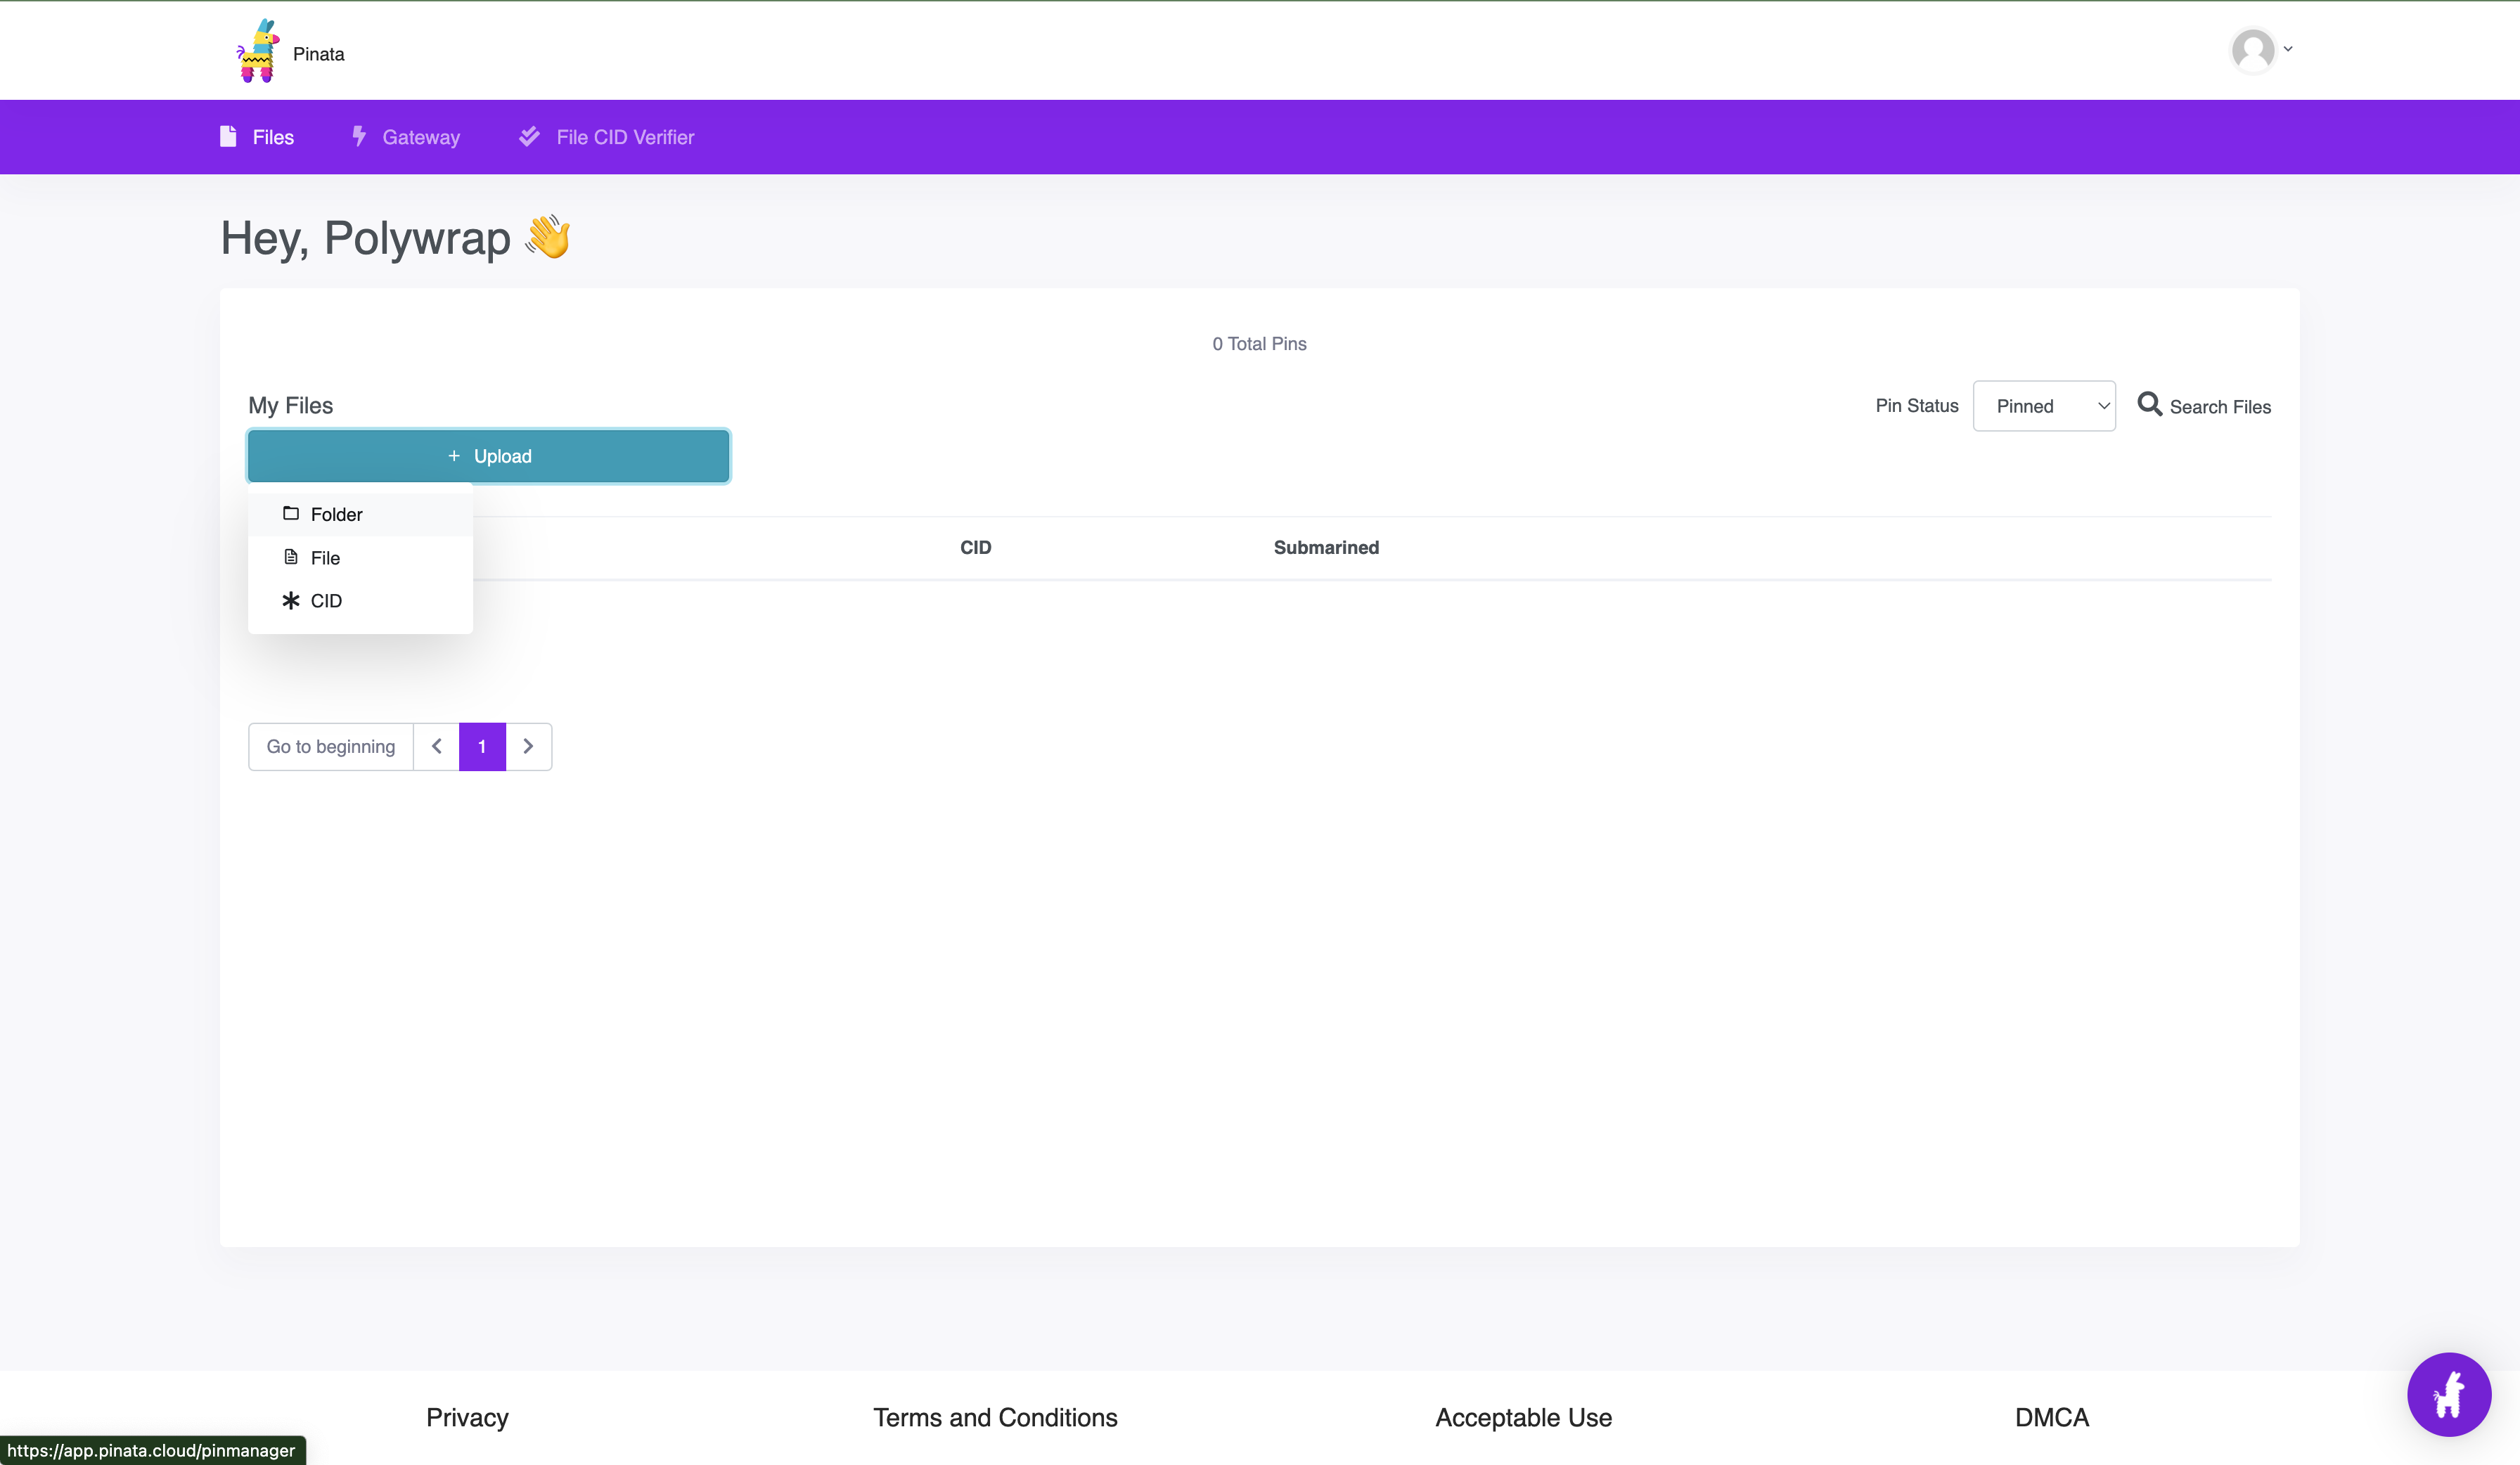 Pinata
Files
Gateway
File CID Verifier
Hey, Polywrap 👋
0 Total Pins
My Files
Pin Status
Pinned
Search Files
+ Upload
Folder
File
CID
CID
Submarined
Go to beginning
1
Privacy
Terms and Conditions
Acceptable Use
DMCA
https://app.pinata.cloud/pinmanager